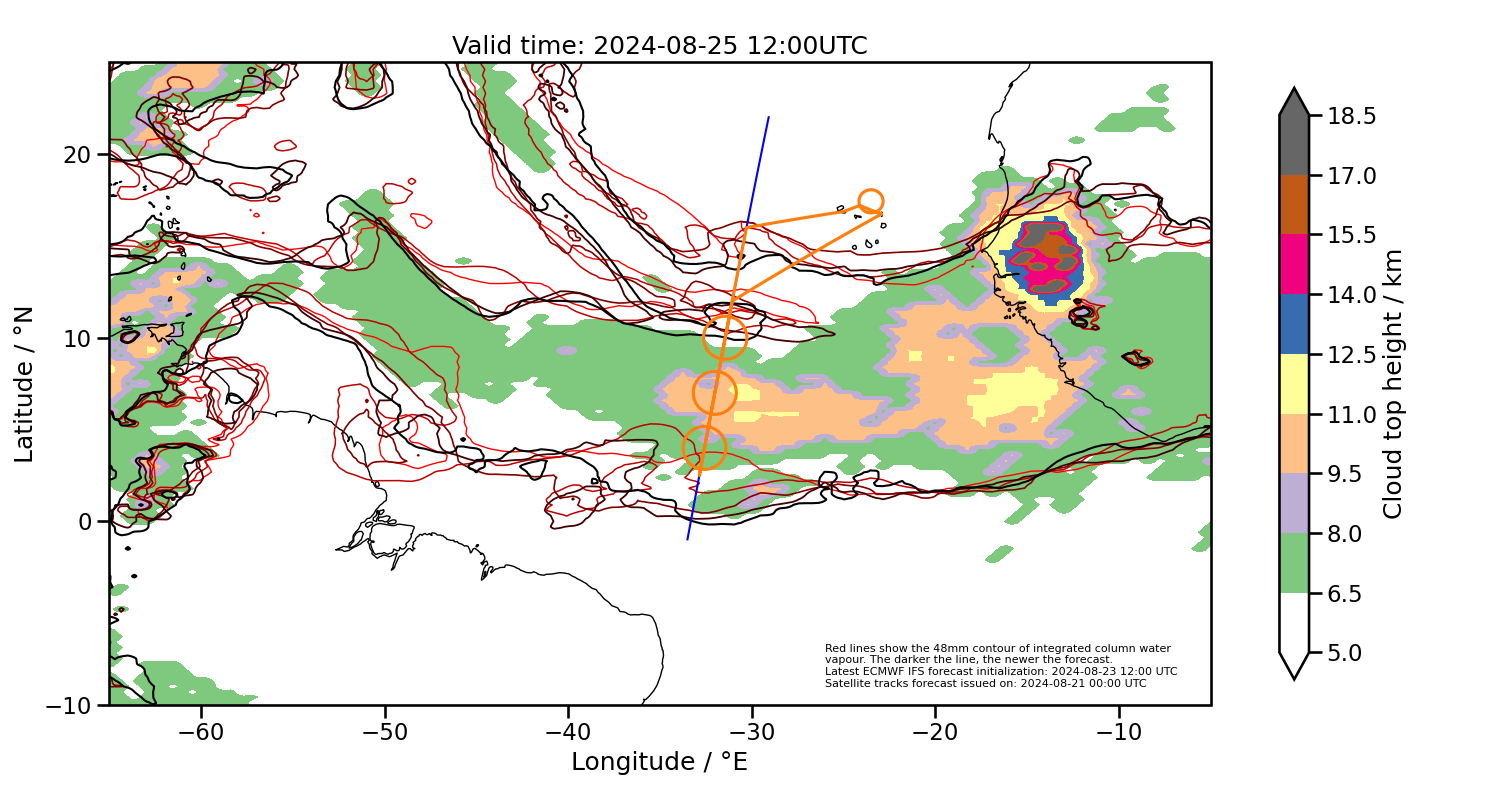 Valid time: 2024-08-25 12:00UTC
20
10
0
−10
Latitude / °N
−60
−50
−40
−30
−20
−10
Longitude / °E
Red lines show the 48mm contour of integrated column water
vapour. The darker the line, the newer the forecast.
Latest ECMWF IFS forecast initialization: 2024-08-23 12:00 UTC
Satellite tracks forecast issued on: 2024-08-21 00:00 UTC
18.5
17.0
15.5
14.0
12.5
11.0
9.5
8.0
6.5
5.0
Cloud top height / km